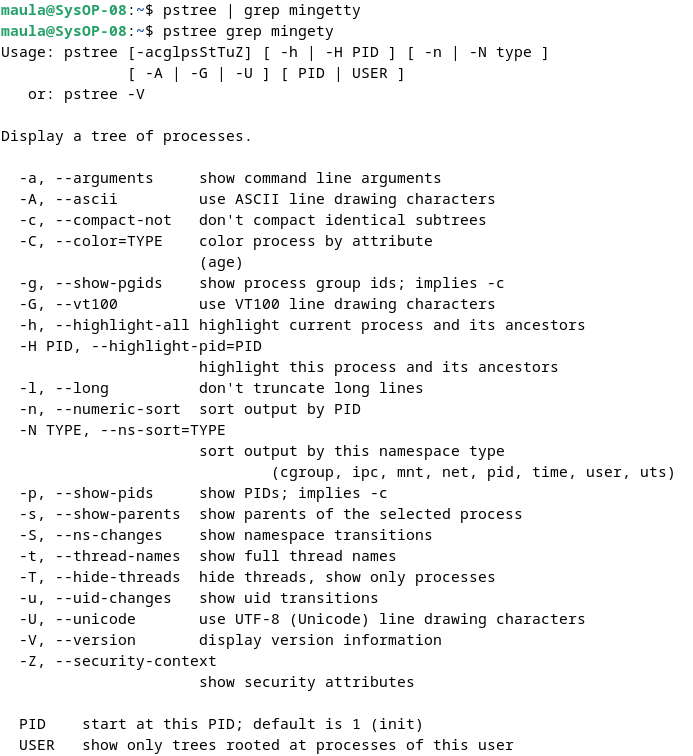 maula@SysOP-08:~$ pstree | grep mingetty
maula@SysOP-08:~$ pstree grep mingety
Usage: pstree [-acglpsStTuZ] [ -h | -H PID ] [ -n | -N type ]
              [ -A | -G | -U ] [ PID | USER ]
   or: pstree -V

Display a tree of processes.

  -a, --arguments     show command line arguments
  -A, --ascii         use ASCII line drawing characters
  -c, --compact-not   don't compact identical subtrees
  -C, --color=TYPE    color process by attribute
                      (age)
  -g, --show-pgids    show process group ids; implies -c
  -G, --vt100         use VT100 line drawing characters
  -h, --highlight-all highlight current process and its ancestors
  -H PID, --highlight-pid=PID
                      highlight this process and its ancestors
  -l, --long          don't truncate long lines
  -n, --numeric-sort  sort output by PID
  -N TYPE, --ns-sort=TYPE
                      sort output by this namespace type
                              (cgroup, ipc, mnt, net, pid, time, user, uts)
  -p, --show-pids     show PIDs; implies -c
  -s, --show-parents  show parents of the selected process
  -S, --ns-changes    show namespace transitions
  -t, --thread-names  show full thread names
  -T, --hide-threads  hide threads, show only processes
  -u, --uid-changes   show uid transitions
  -U, --unicode       use UTF-8 (Unicode) line drawing characters
  -V, --version       display version information
  -Z, --security-context
                      show security attributes

  PID    start at this PID; default is 1 (init)
  USER   show only trees rooted at processes of this user